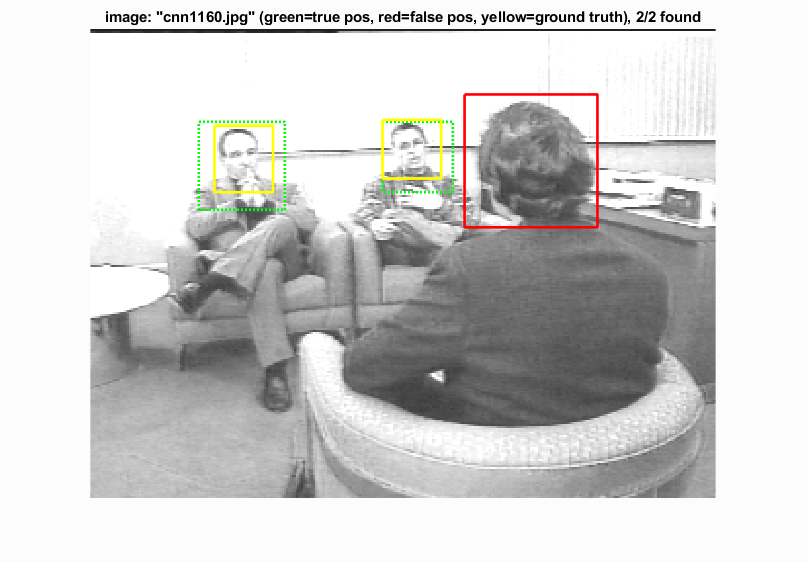 image: "cnn1160.jpg" (green=true pos, red=false pos, yellow=ground truth), 2/2 found